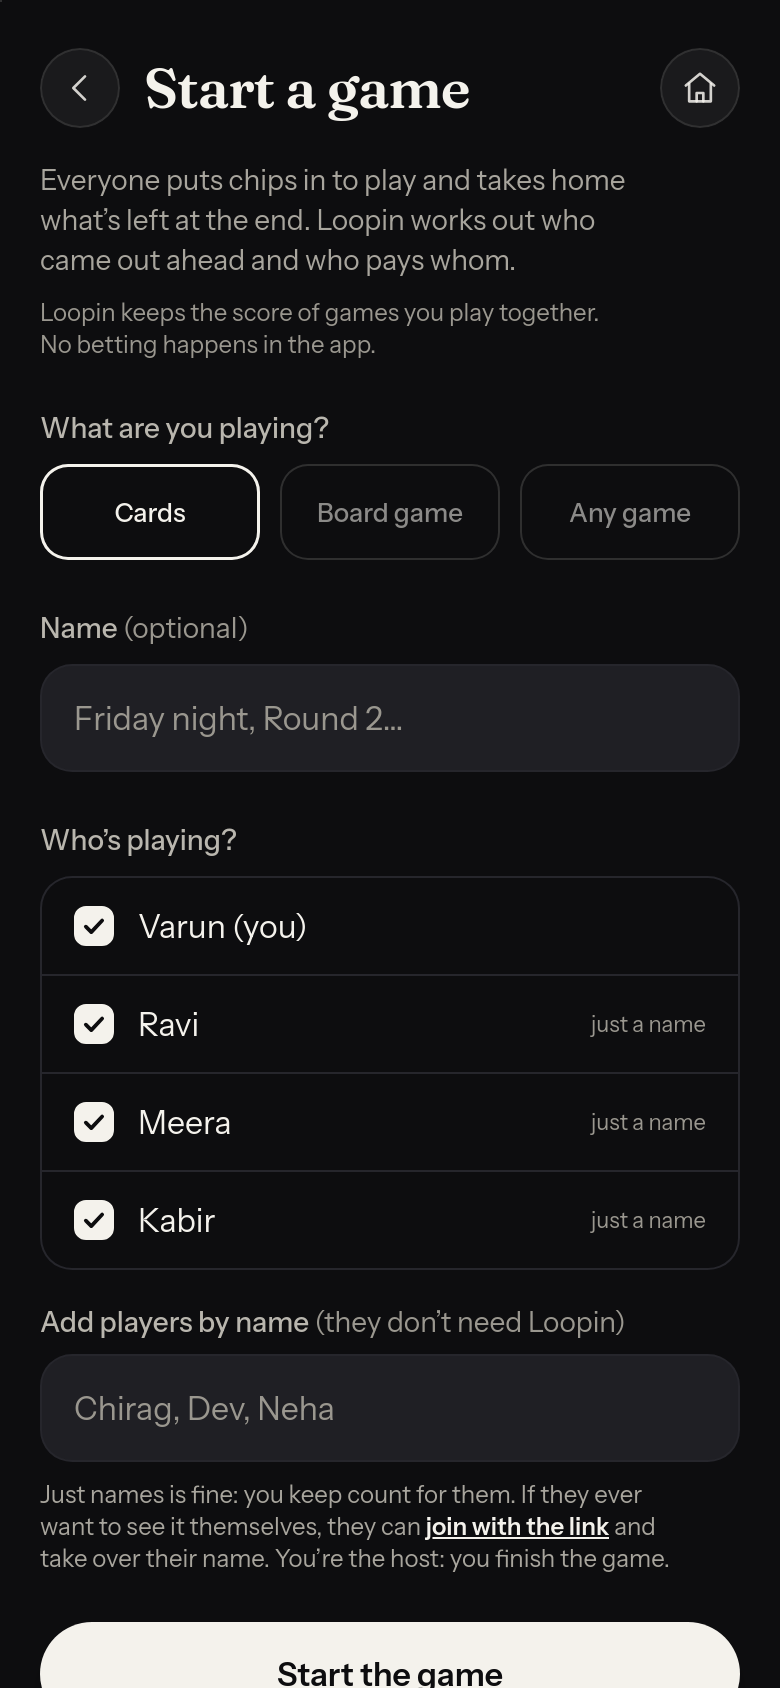 Start a game
Everyone puts chips in to play and takes home
what’s left at the end. Loopin works out who
came out ahead and who pays whom.
Loopin keeps the score of games you play together.
No betting happens in the app.
What are you playing?
Cards
Board game
Any game
Name (optional)
Friday night, Round 2…
Who’s playing?
Varun (you)
Ravi just a name
Meera just a name
Kabir just a name
Add players by name (they don’t need Loopin)
Chirag, Dev, Neha
Just names is fine: you keep count for them. If they ever
want to see it themselves, they can join with the link and
take over their name. You’re the host: you finish the game.
Start the game